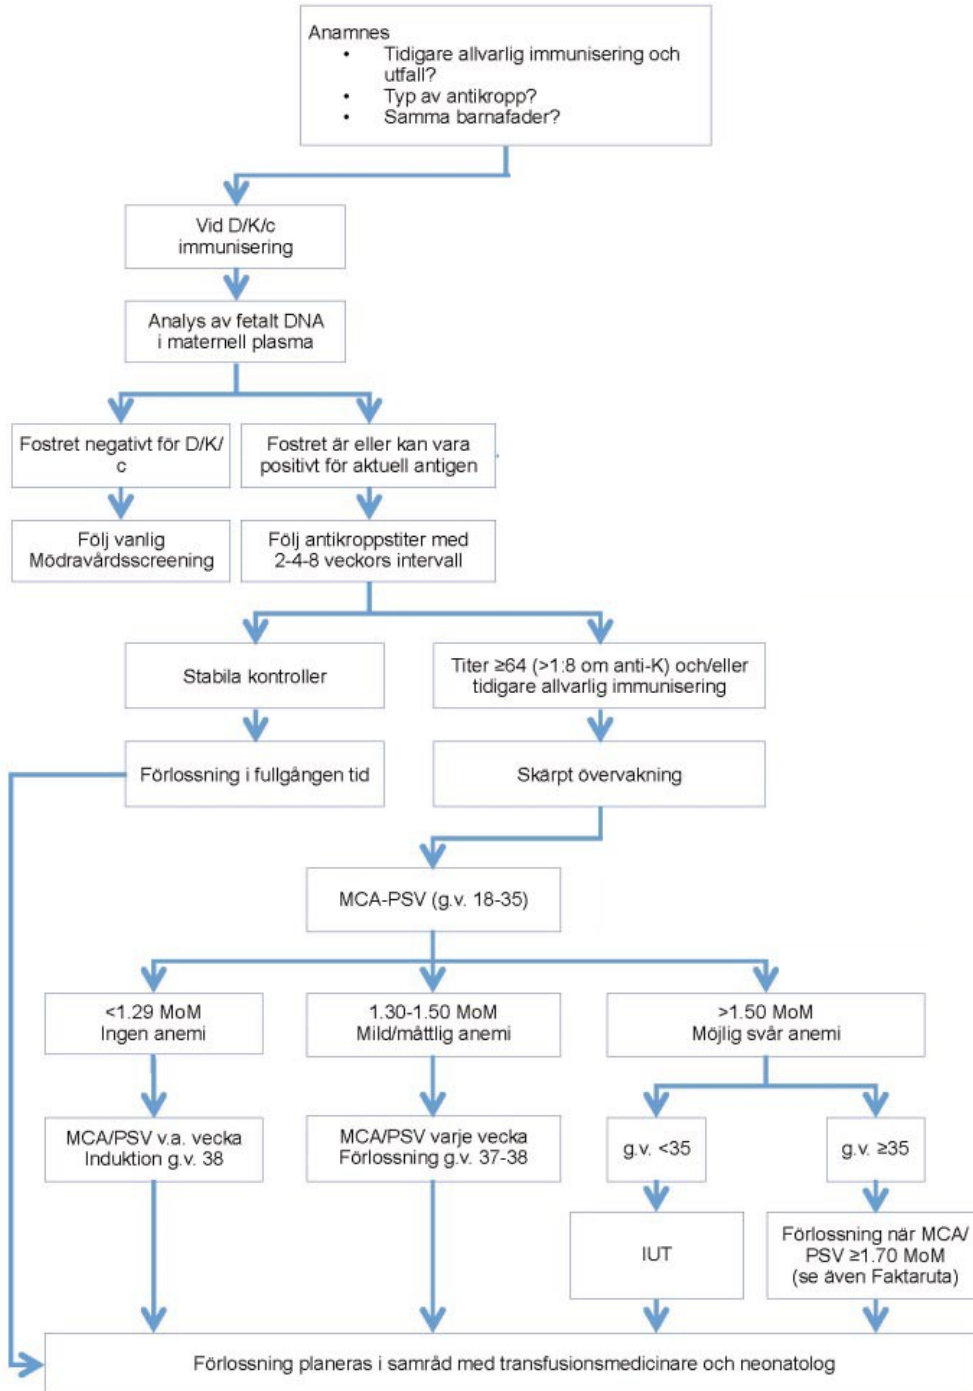 Anamnes
• Tidigare allvarlig immunisering och
utfall?
• Typ av antikropp?
• Samma barnafader?
Vid D/K/c
immunisering
Analys av fetalt DNA
i maternell plasma
Fostret negativt för D/K/
c
Fostret är eller kan vara
positivt för aktuell antigen
Följ vanlig
Mödravårdsscreening
Följ antikroppstiter med
2-4-8 veckors intervall
Stabila kontroller
Titer ≥64 (>1:8 om anti-K) och/eller
tidigare allvarlig immunisering
Förlossning i fullgången tid
Skärpt övervakning
MCA-PSV (g.v. 18-35)
<1.29 MoM
Ingen anemi
1.30-1.50 MoM
Mild/måttlig anemi
>1.50 MoM
Möjlig svår anemi
MCA/PSV v.a. vecka
Induktion g.v. 38
MCA/PSV varje vecka
Förlossning g.v. 37-38
g.v. <35
g.v. ≥35
IUT
Förlossning när MCA/
PSV ≥1.70 MoM
(se även Faktaruta)
Förlossning planeras i samråd med transfusionsmedicinare och neonatolog